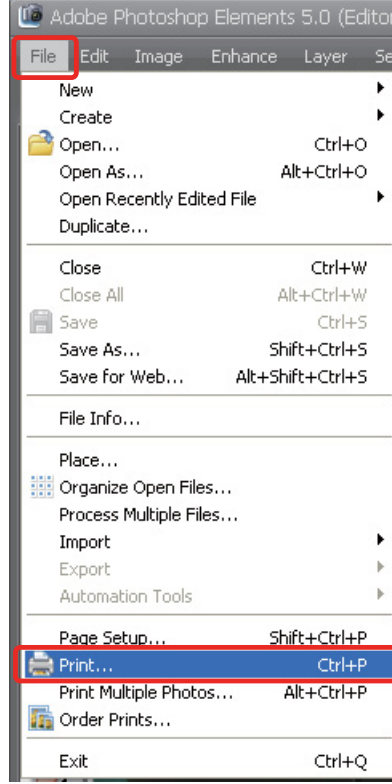 Adobe Photoshop Elements 5.0 (Editor
File Edit Image Enhance Layer Se
New
Create
Open... Ctrl+O
Open As... Alt+Ctrl+O
Open Recently Edited File
Duplicate...
Close Ctrl+W
Close All Alt+Ctrl+W
Save Ctrl+S
Save As... Shift+Ctrl+S
Save for Web... Alt+Shift+Ctrl+S
File Info...
Place...
Organize Open Files...
Process Multiple Files...
Import
Export
Automation Tools
Page Setup... Shift+Ctrl+P
Print... Ctrl+P
Print Multiple Photos... Alt+Ctrl+P
Order Prints...
Exit Ctrl+Q